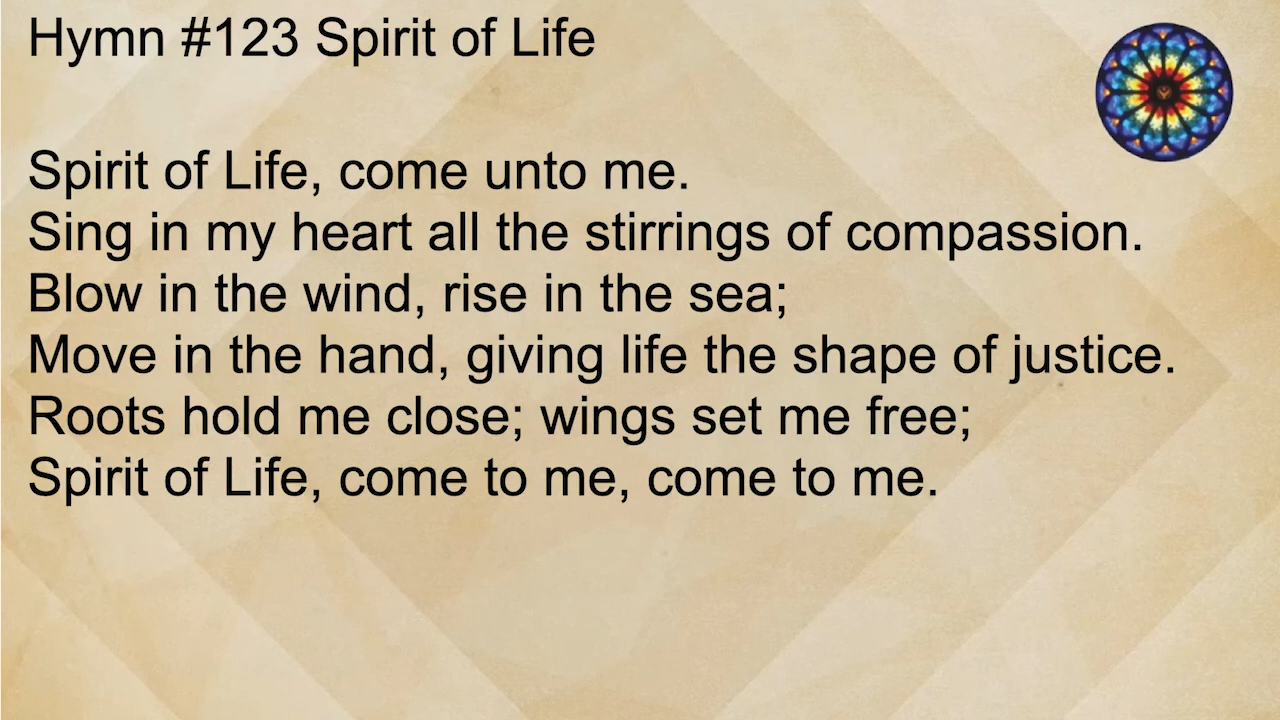 Hymn #123 Spirit of Life
Spirit of Life, come unto me.
Sing in my heart all the stirrings of compassion.
Blow in the wind, rise in the sea;
Move in the hand, giving life the shape of justice.
Roots hold me close; wings set me free;
Spirit of Life, come to me, come to me.